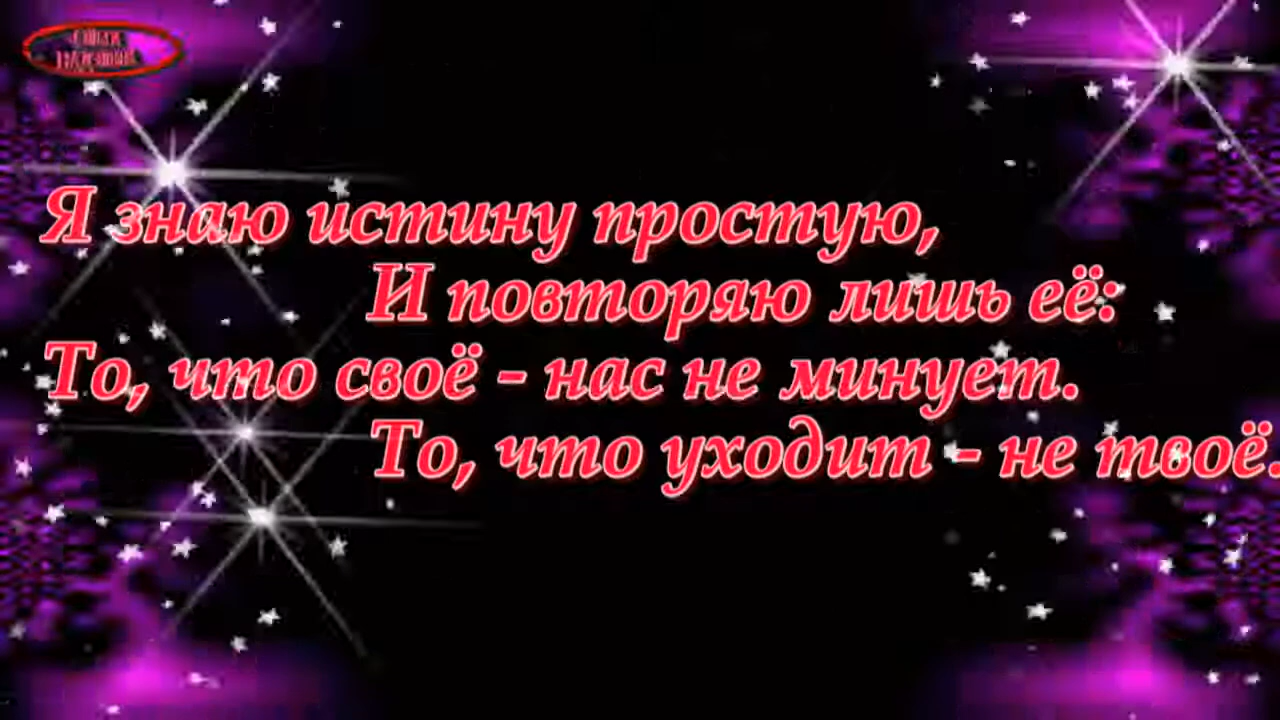 Я знаю истину простую,
И повторяю лишь её:
То, что своё - нас не минует.
То, что уходит - не твоё.